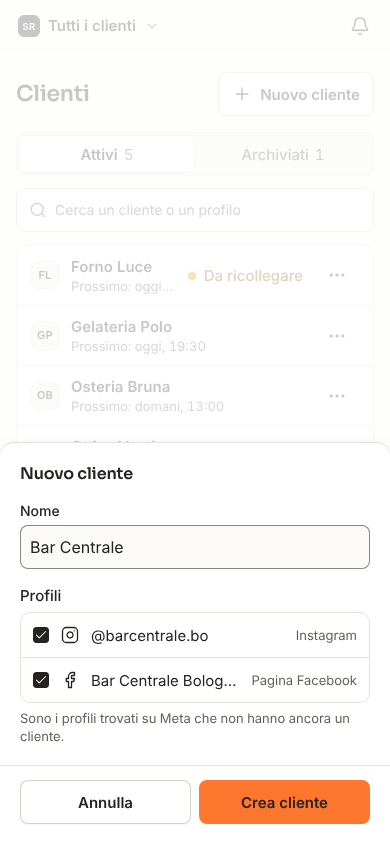 SR Tutti i clienti
Clienti
Nuovo cliente
Attivi 5
Archiviati 1
Cerca un cliente o un profilo
FL Forno Luce
Prossimo: oggi...
Da ricollegare
GP Gelateria Polo
Prossimo: oggi, 19:30
OB Osteria Bruna
Prossimo: domani, 13:00
Nuovo cliente
Nome
Bar Centrale
Profili
@barcentrale.bo Instagram
Bar Centrale Bolog... Pagina Facebook
Sono i profili trovati su Meta che non hanno ancora un
cliente.
Annulla
Crea cliente